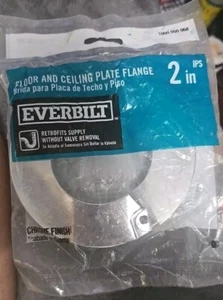 FLOOR AND CEILING PLATE FLANGE
Brida para Placa de Techo y Piso
2 IPS
in
EVERBILT
RETROFITS SUPPLY
WITHOUT VALVE REMOVAL
CHROME FINISH